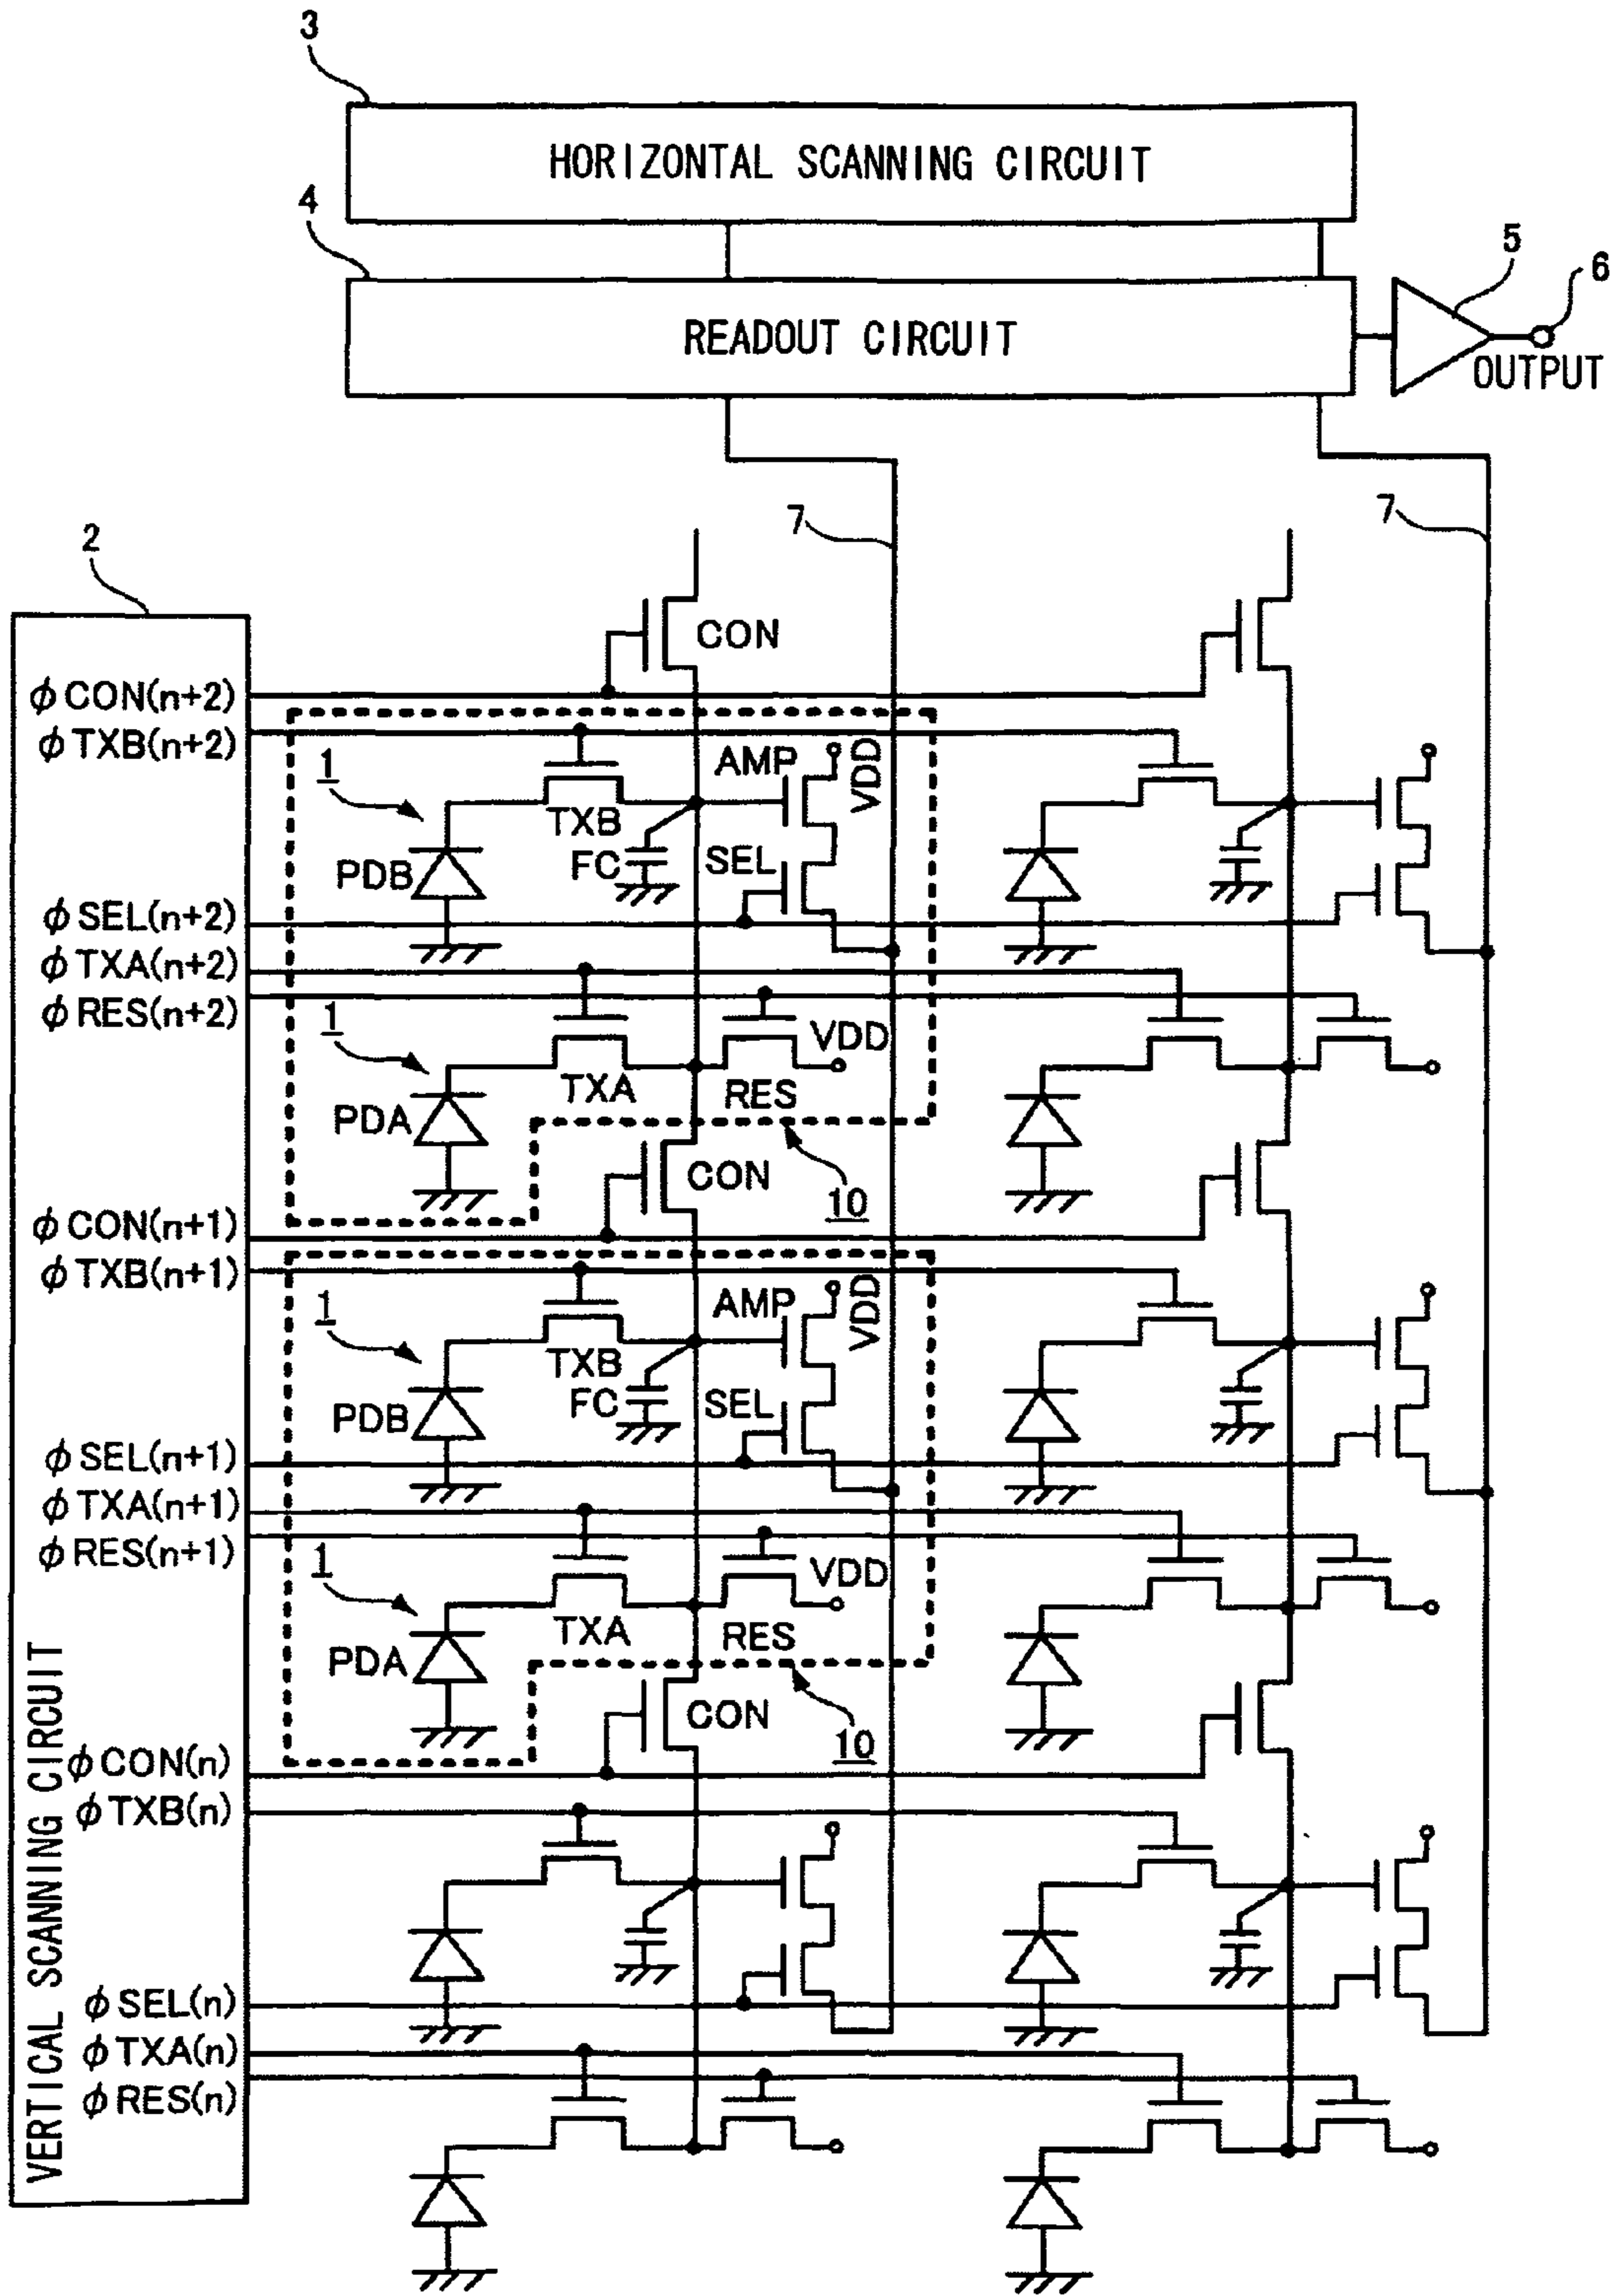 3
HORIZONTAL SCANNING CIRCUIT
4
READOUT CIRCUIT
5
6
OUTPUT
7
7
2
VERTICAL SCANNING CIRCUIT
CON
φCON(n+2)
φTXB(n+2)
1
AMP
VDD
TXB
PDB
FC
SEL
φSEL(n+2)
φTXA(n+2)
φRES(n+2)
1
VDD
TXA
RES
PDA
CON
10
φCON(n+1)
φTXB(n+1)
1
AMP
VDD
TXB
PDB
FC
SEL
φSEL(n+1)
φTXA(n+1)
φRES(n+1)
1
VDD
TXA
RES
PDA
CON
10
φCON(n)
φTXB(n)
φSEL(n)
φTXA(n)
φRES(n)